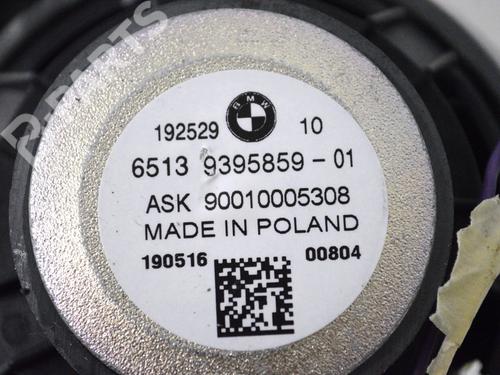 B-PARTS
BMW
192529 10
6513 9395859-01
ASK 90010005308
MADE IN POLAND
190516 00804